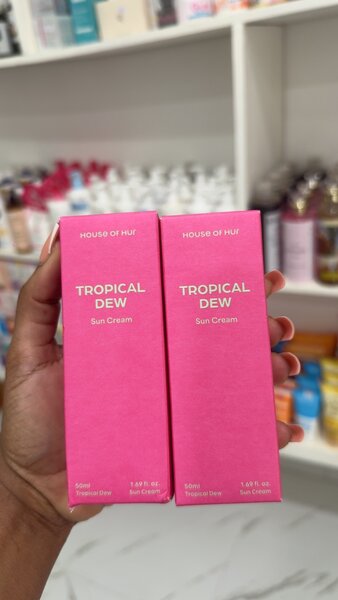 House of Hur
TROPICAL
DEW
Sun Cream
50ml 1.69 fl. oz.
Tropical Dew Sun Cream
House of Hur
TROPICAL
DEW
Sun Cream
50ml 1.69 fl. oz.
Tropical Dew Sun Cream